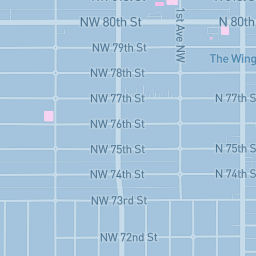 NW 80th St
N 80th
1st Ave NW
NW 79th St
The Wing
NW 78th St
NW 77th St
N 77th St
NW 76th St
NW 75th St
N 75th St
NW 74th St
N 74th St
NW 73rd St
NW 72nd St